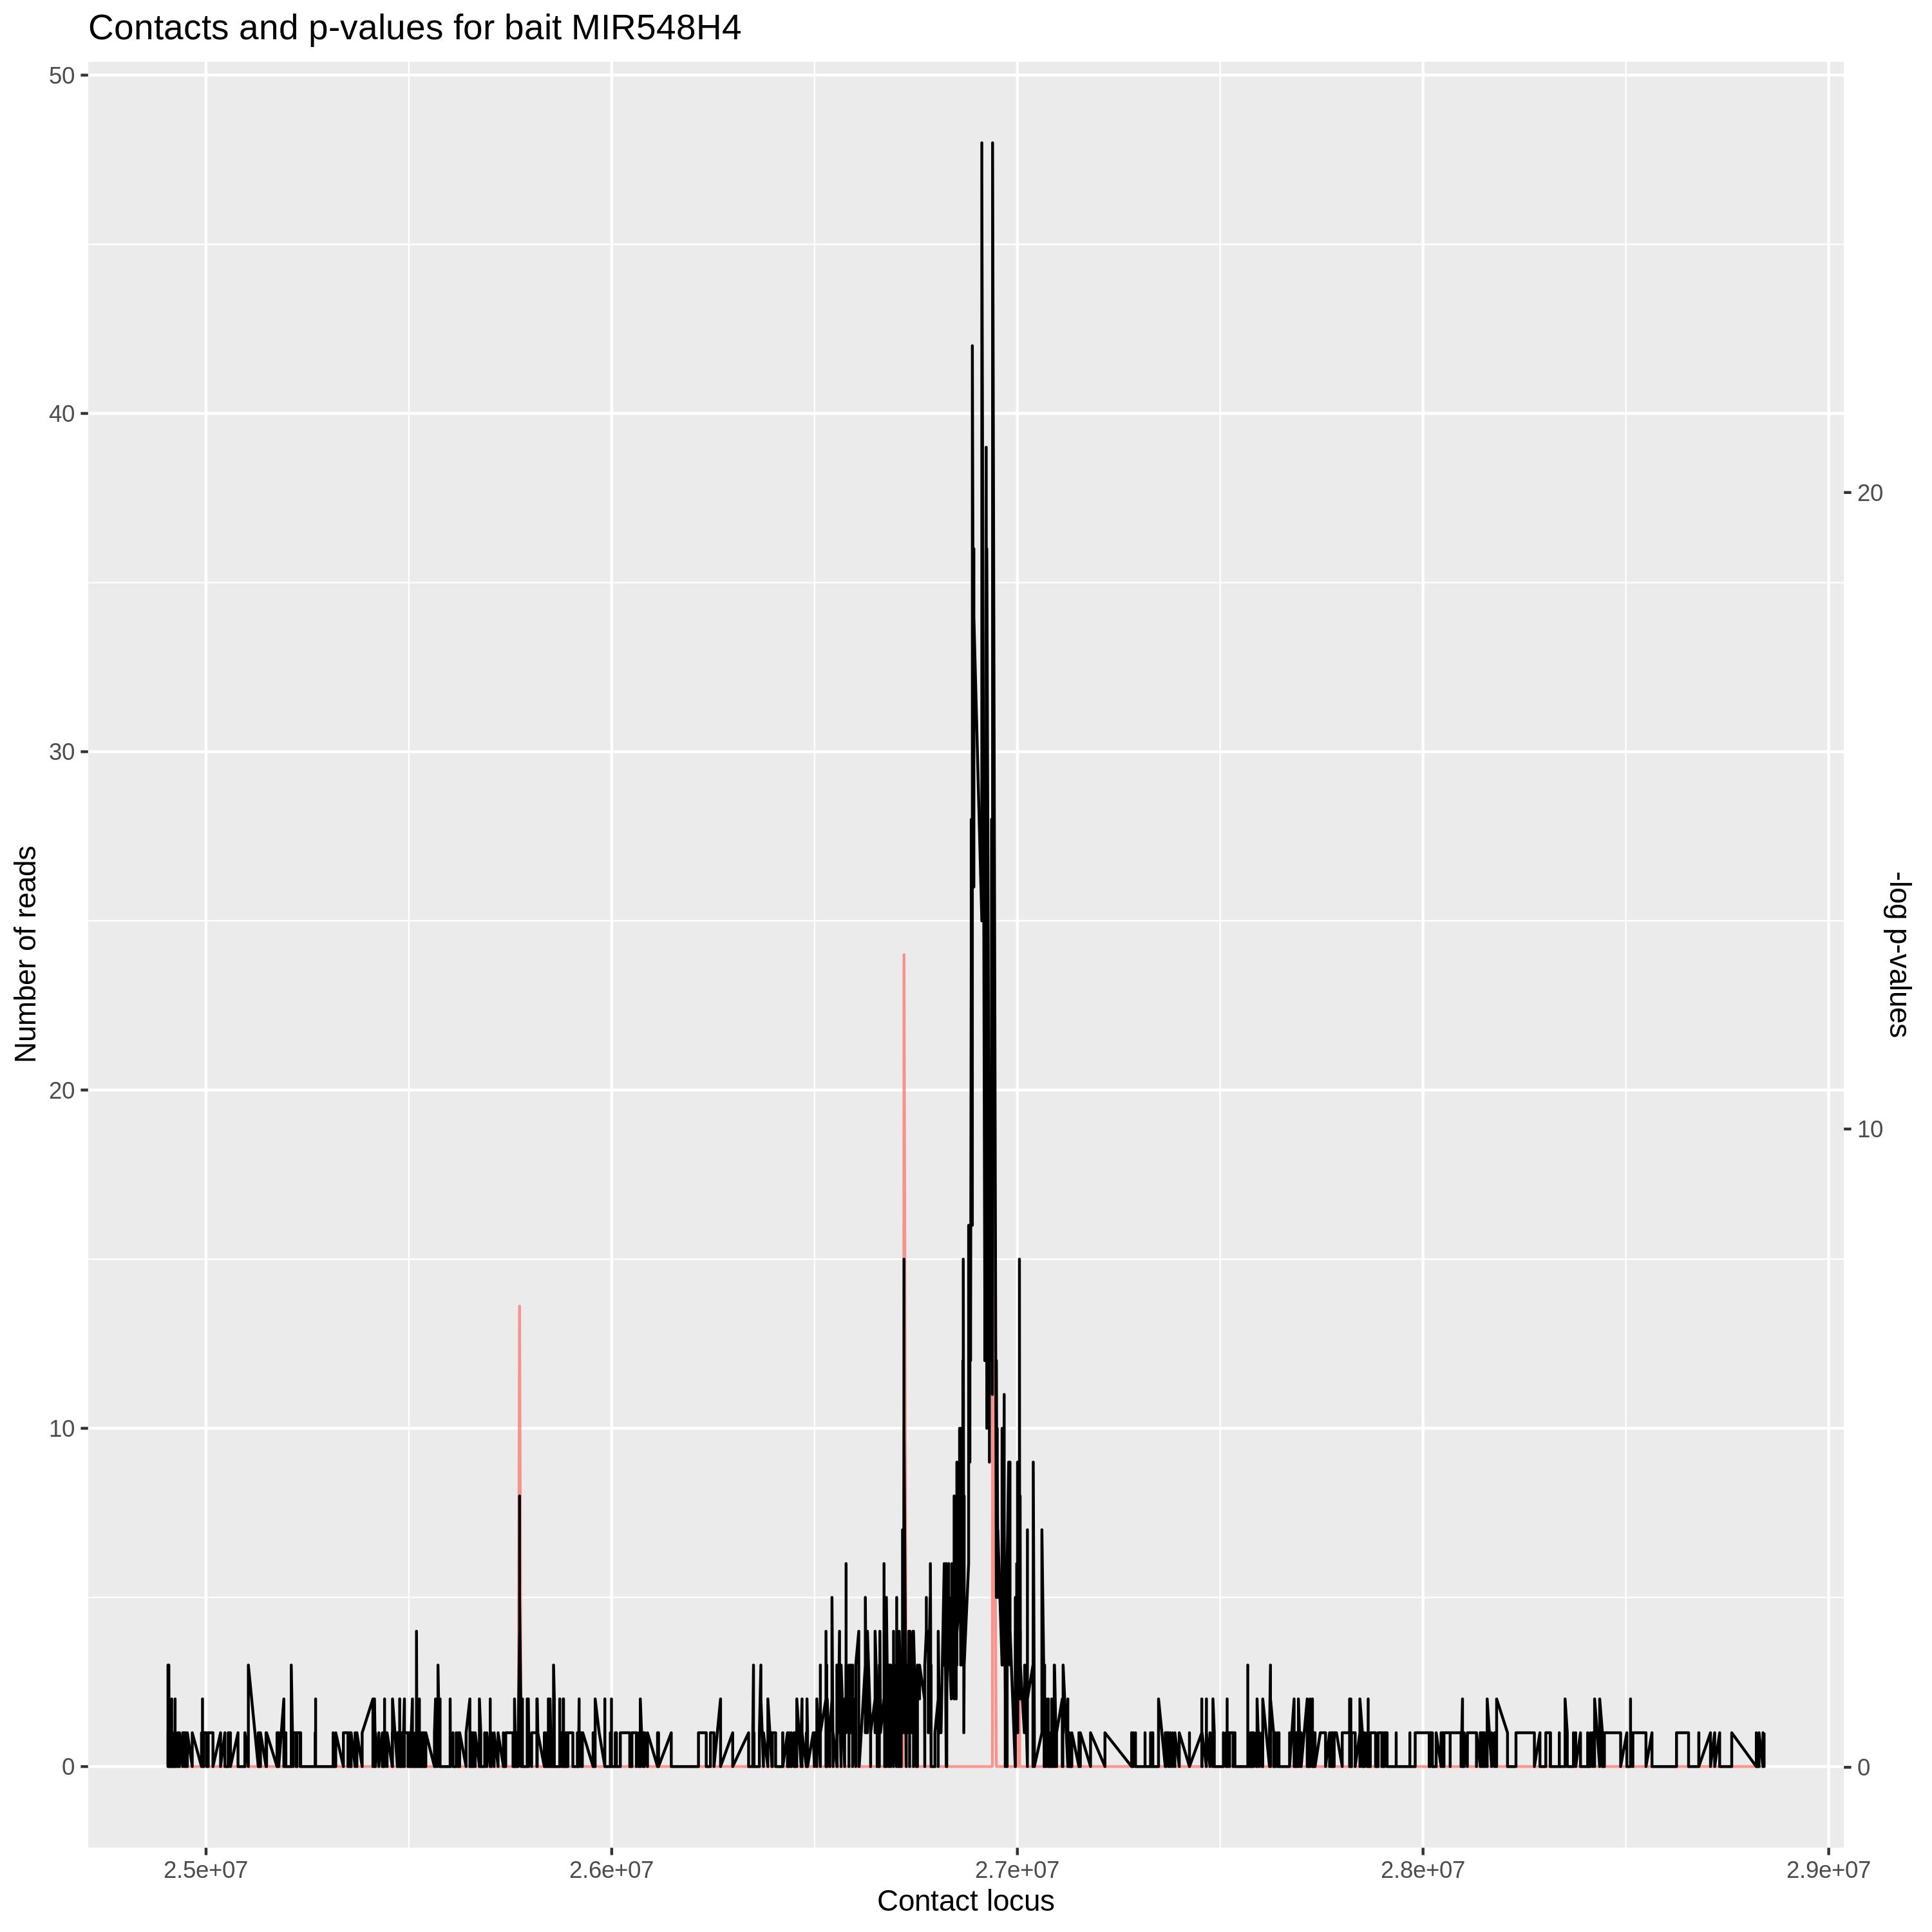 Contacts and p-values for bait MIR548H4
50
40
30
20
10
0
Number of reads
20
10
0
-log p-values
2.5e+07
2.6e+07
2.7e+07
2.8e+07
2.9e+07
Contact locus